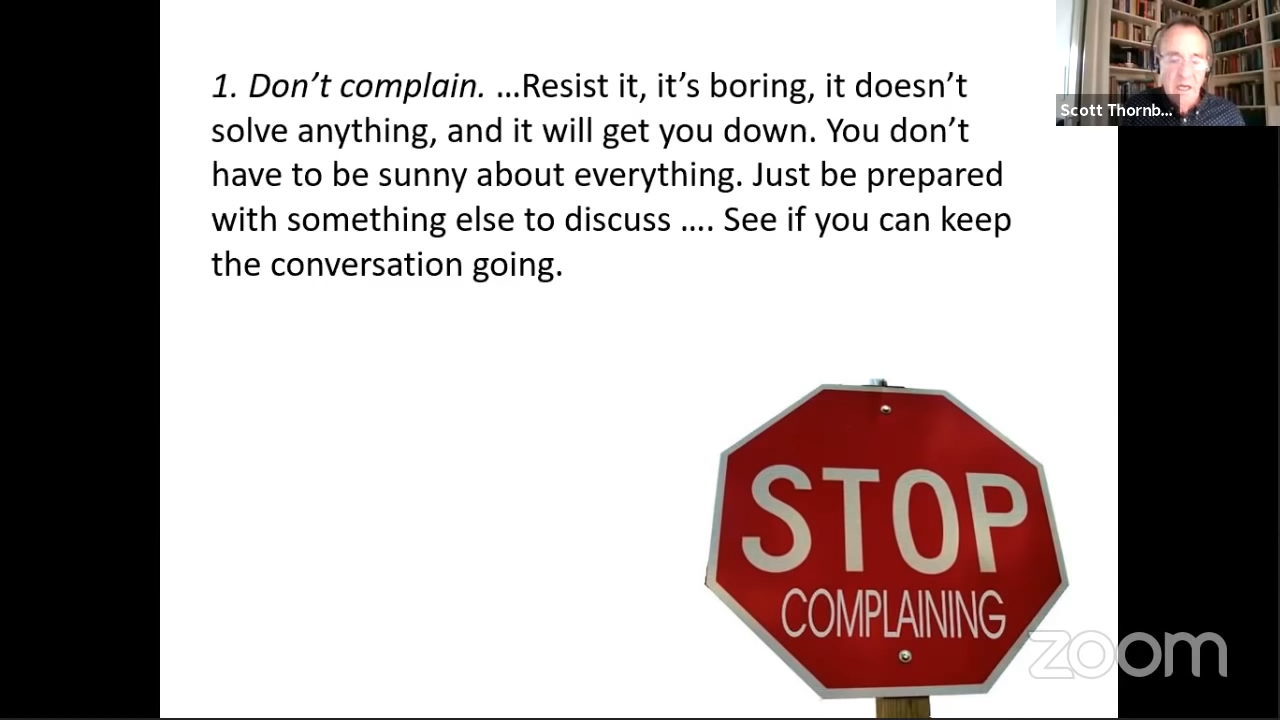 1. Don’t complain. …Resist it, it’s boring, it doesn’t
solve anything, and it will get you down. You don’t
have to be sunny about everything. Just be prepared
with something else to discuss …. See if you can keep
the conversation going.
Scott Thornb...
STOP
COMPLAINING
zoom